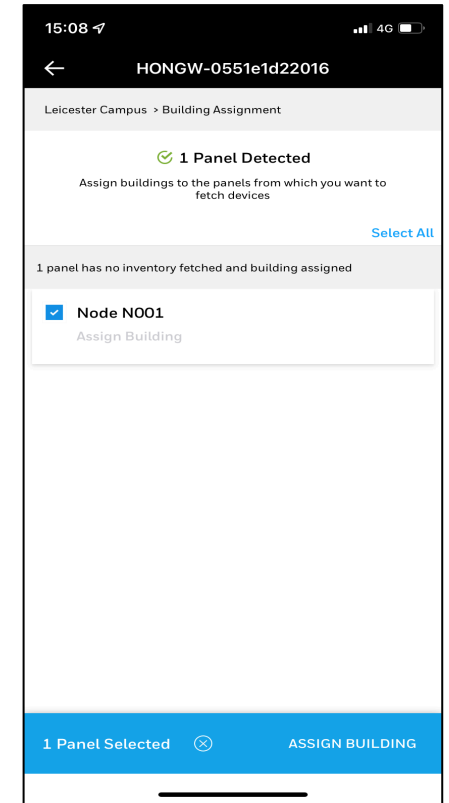 15:08
4G
HONGW-0551e1d22016
Leicester Campus > Building Assignment
1 Panel Detected
Assign buildings to the panels from which you want to
fetch devices
Select All
1 panel has no inventory fetched and building assigned
Node N001
Assign Building
1 Panel Selected
ASSIGN BUILDING